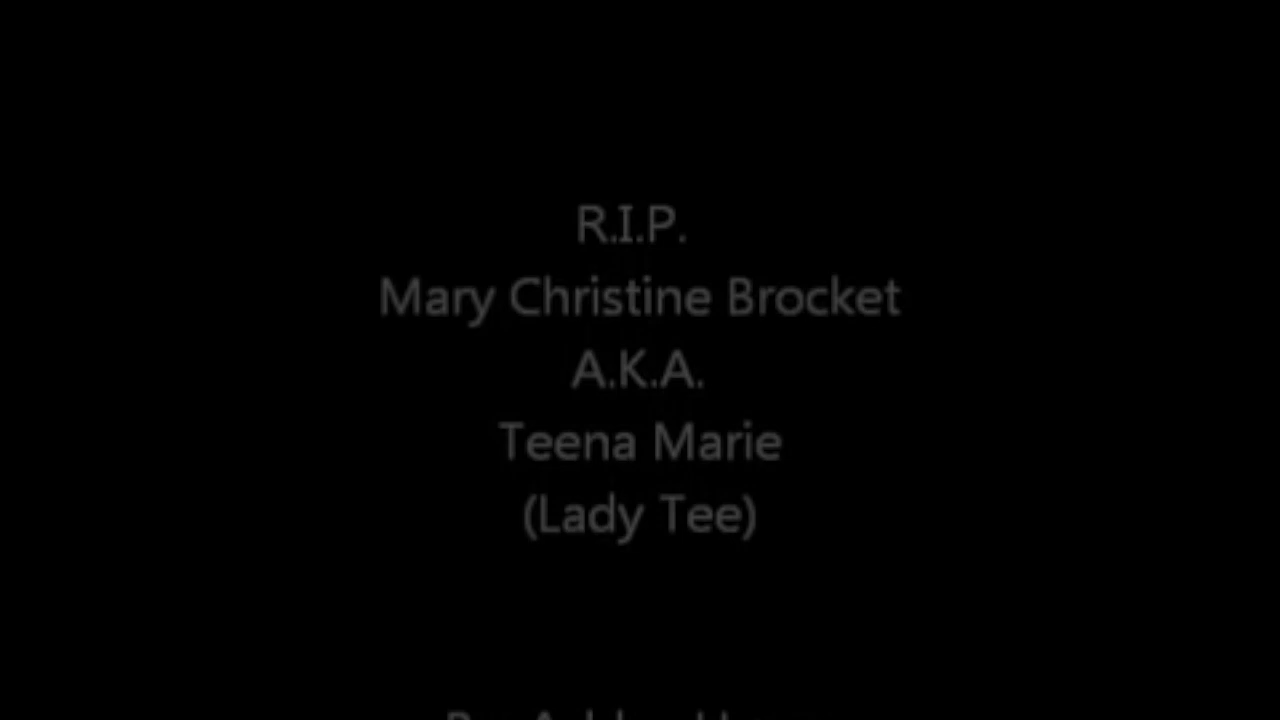 R.I.P.
Mary Christine Brocket
A.K.A.
Teena Marie
(Lady Tee)